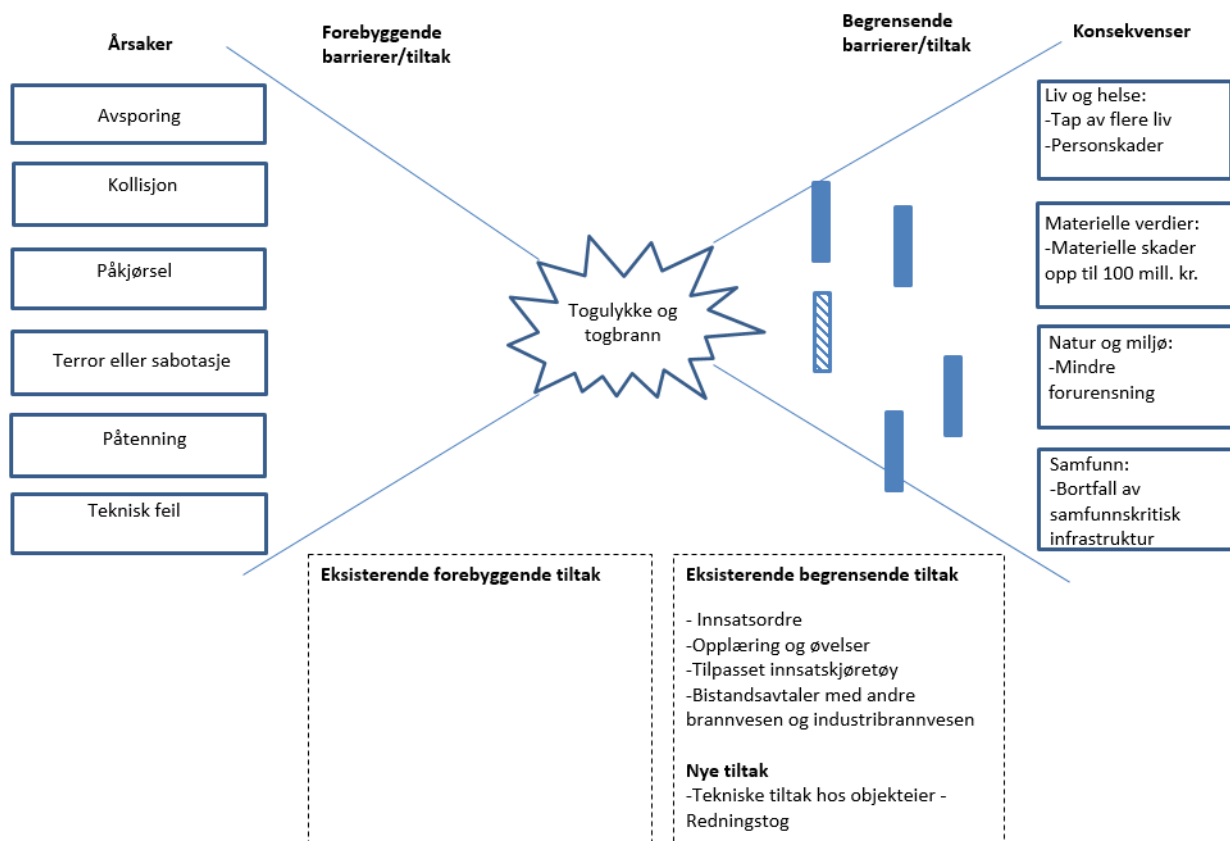 Årsaker
Forebyggende
barrierer/tiltak
Begrensende
barrierer/tiltak
Konsekvenser
Avsporing
Kollisjon
Påkjørsel
Terror eller sabotasje
Påtenning
Teknisk feil
Togulykke og
togbrann
Liv og helse:
-Tap av flere liv
-Personskader
Materielle verdier:
-Materielle skader
opp til 100 mill. kr.
Natur og miljø:
-Mindre
forurensning
Samfunn:
-Bortfall av
samfunnskritisk
infrastruktur
Eksisterende forebyggende tiltak
Eksisterende begrensende tiltak
- Innsatsordre
-Opplæring og øvelser
-Tilpasset innsatskjøretøy
-Bistandsavtaler med andre
brannvesen og industribrannvesen
Nye tiltak
-Tekniske tiltak hos objekteier -
Redningstog